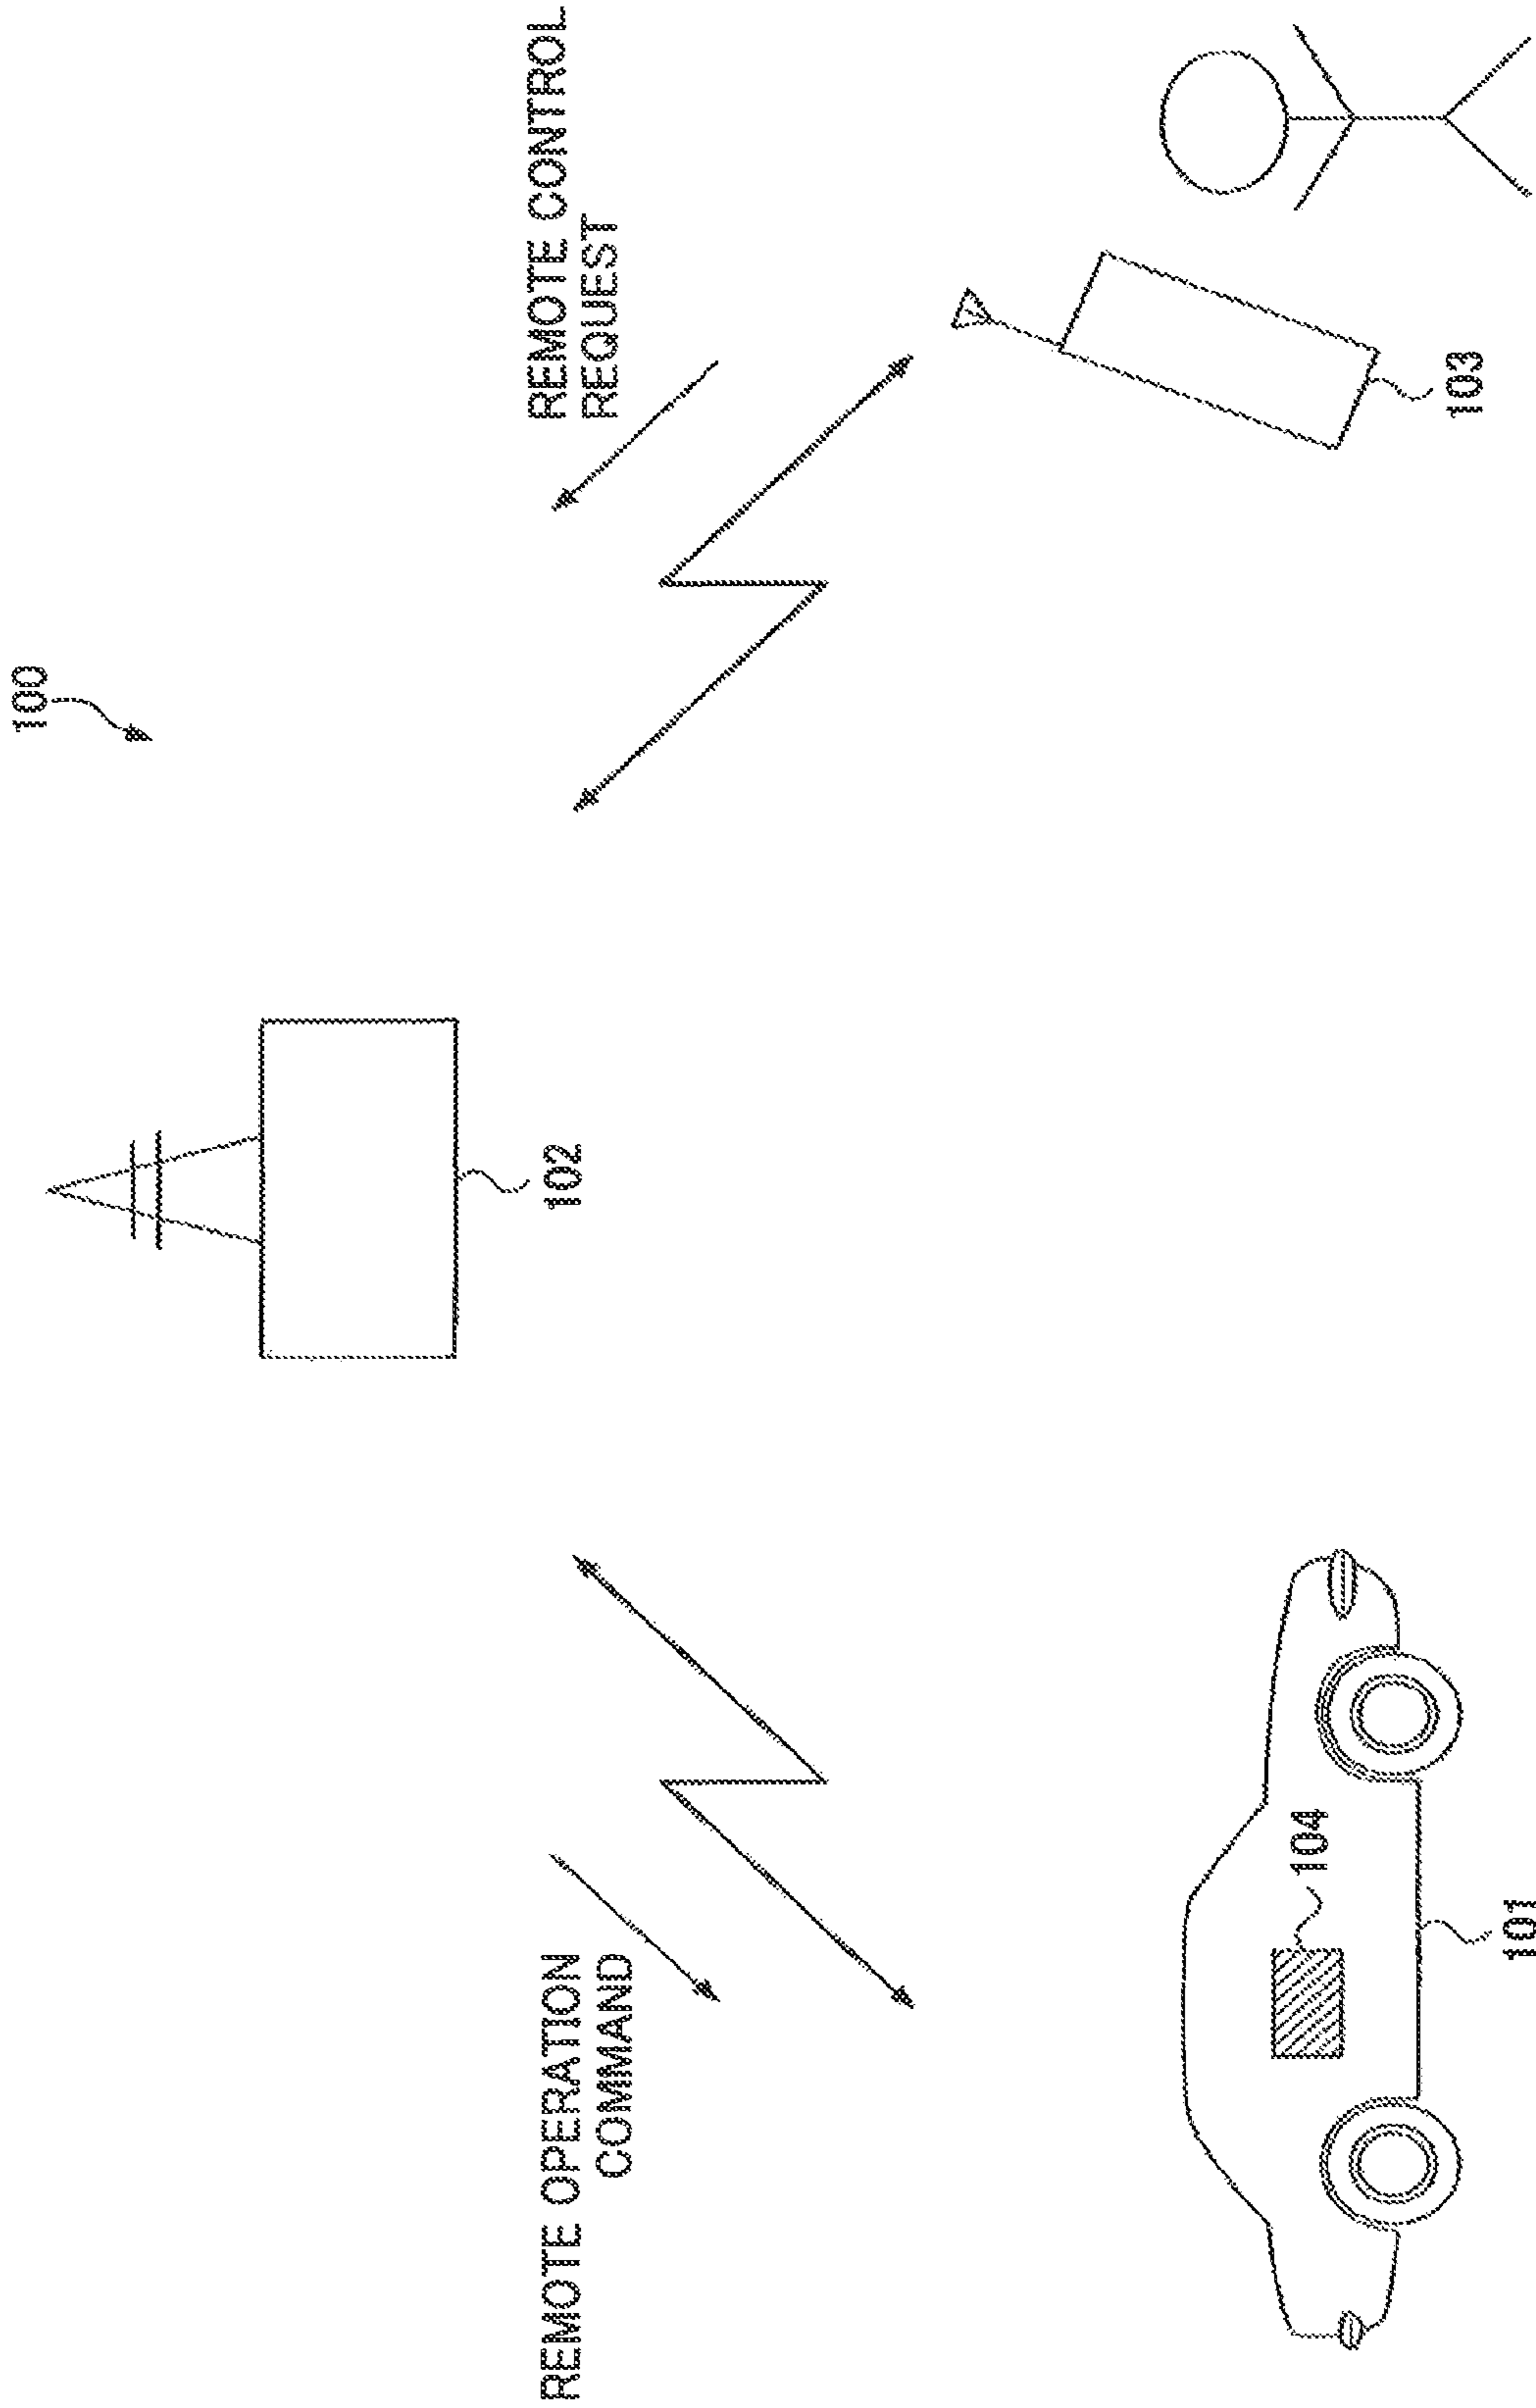 100
REMOTE OPERATION
COMMAND
REMOTE CONTROL
REQUEST
102
104
101
103